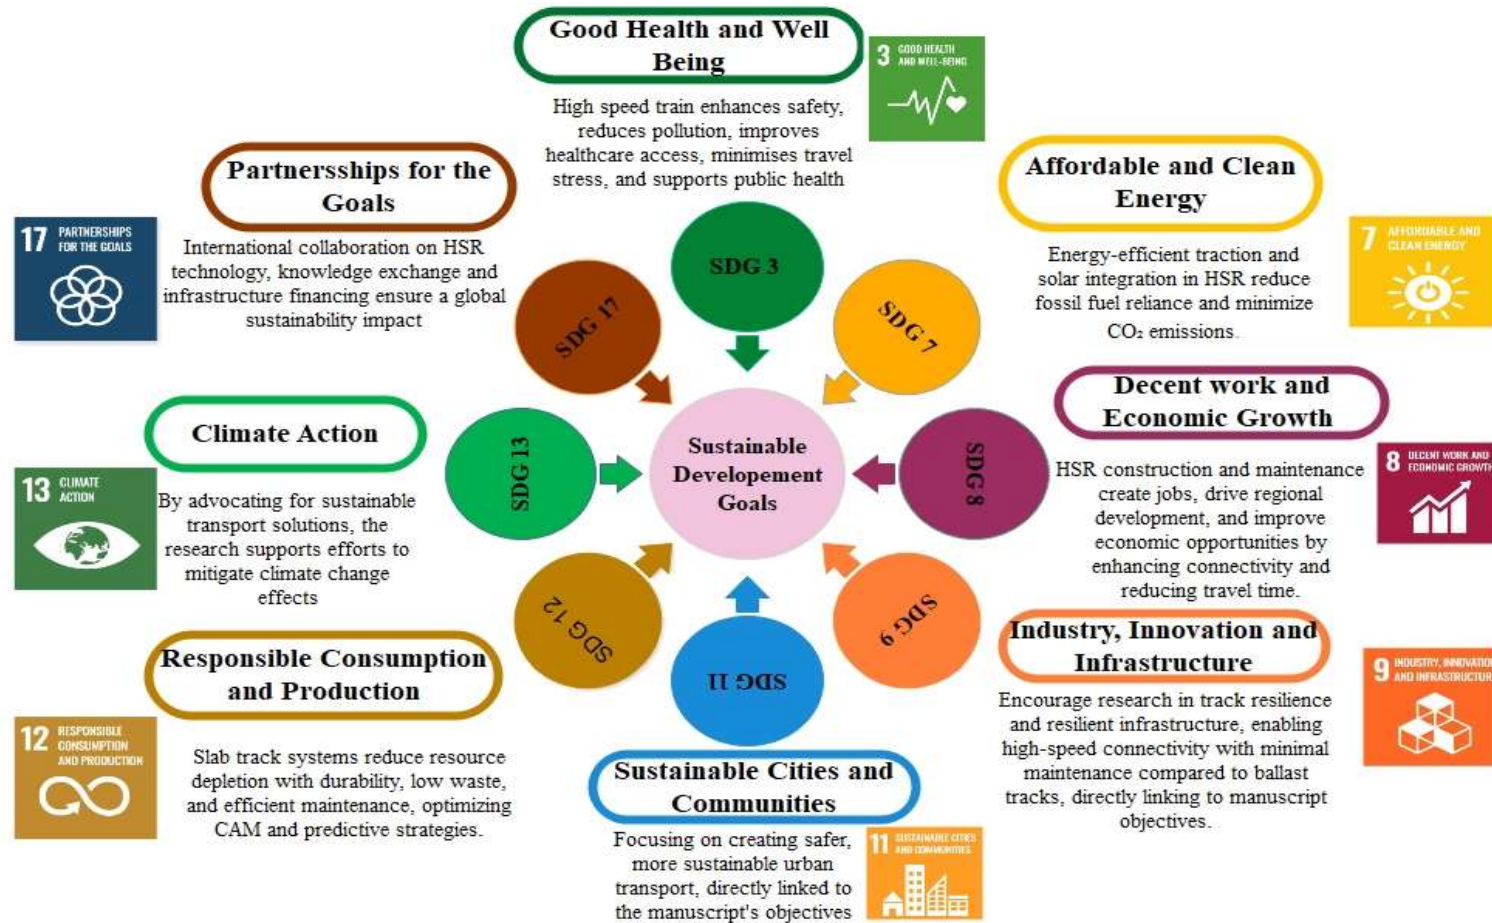 Good Health and Well
Being
3 GOOD HEALTH
AND WELL-BEING
High speed train enhances safety,
reduces pollution, improves
healthcare access, minimises travel
stress, and supports public health
Partnersships for the
Goals
17 PARTNERSHIPS
FOR THE GOALS
International collaboration on HSR
technology, knowledge exchange and
infrastructure financing ensure a global
sustainability impact
Affordable and Clean
Energy
Energy-efficient traction and
solar integration in HSR reduce
fossil fuel reliance and minimize
CO₂ emissions.
7 AFFORDABLE AND
CLEAN ENERGY
SDG 3
SDG 17
SDG 7
Climate Action
13 CLIMATE
ACTION
By advocating for sustainable
transport solutions, the
research supports efforts to
mitigate climate change
effects
SDG 13
Sustainable
Developement
Goals
SDG 8
Decent work and
Economic Growth
HSR construction and maintenance
create jobs, drive regional
development, and improve
economic opportunities by
enhancing connectivity and
reducing travel time.
8 DECENT WORK AND
ECONOMIC GROWTH
SDG 12
SDG 11
SDG 9
Responsible Consumption
and Production
12 RESPONSIBLE
CONSUMPTION
AND PRODUCTION
Slab track systems reduce resource
depletion with durability, low waste,
and efficient maintenance, optimizing
CAM and predictive strategies.
Industry, Innovation and
Infrastructure
Encourage research in track resilience
and resilient infrastructure, enabling
high-speed connectivity with minimal
maintenance compared to ballast
tracks, directly linking to manuscript
objectives.
9 INDUSTRY, INNOVATION
AND INFRASTRUCTURE
Sustainable Cities and
Communities
Focusing on creating safer,
more sustainable urban
transport, directly linked to
the manuscript's objectives
11 SUSTAINABLE CITIES
AND COMMUNITIES